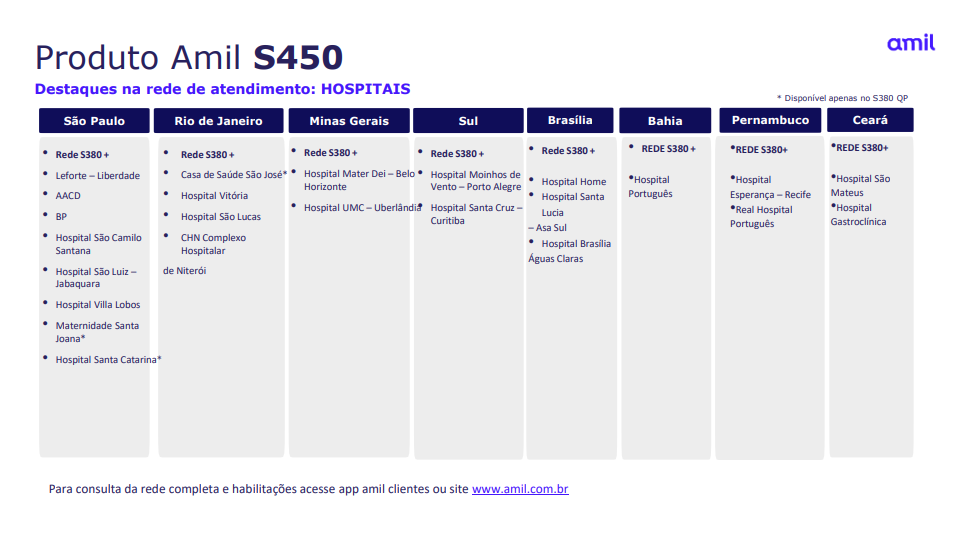 Produto Amil S450
amil
Destaques na rede de atendimento: HOSPITAIS
* Disponível apenas no S380 QP
São Paulo
• Rede S380 +
• Leforte – Liberdade
• AACD
• BP
• Hospital São Camilo
Santana
• Hospital São Luiz –
Jabaquara
• Hospital Villa Lobos
• Maternidade Santa
Joana*
• Hospital Santa Catarina*
Rio de Janeiro
• Rede S380 +
• Casa de Saúde São José*
• Hospital Vitória
• Hospital São Lucas
• CHN Complexo
Hospitalar
de Niterói
Minas Gerais
• Rede S380 +
• Hospital Mater Dei – Belo
Horizonte
• Hospital UMC – Uberlândia
Sul
• Rede S380 +
• Hospital Moinhos de
Vento – Porto Alegre
• Hospital Santa Cruz –
Curitiba
Brasília
• Rede S380 +
• Hospital Home
• Hospital Santa
Lucia
– Asa Sul
• Hospital Brasília
Águas Claras
Bahia
• REDE S380 +
•Hospital
Português
Pernambuco
•REDE S380+
•Hospital
Esperança – Recife
•Real Hospital
Português
Ceará
•REDE S380+
•Hospital São
Mateus
•Hospital
Gastroclínica
Para consulta da rede completa e habilitações acesse app amil clientes ou site www.amil.com.br